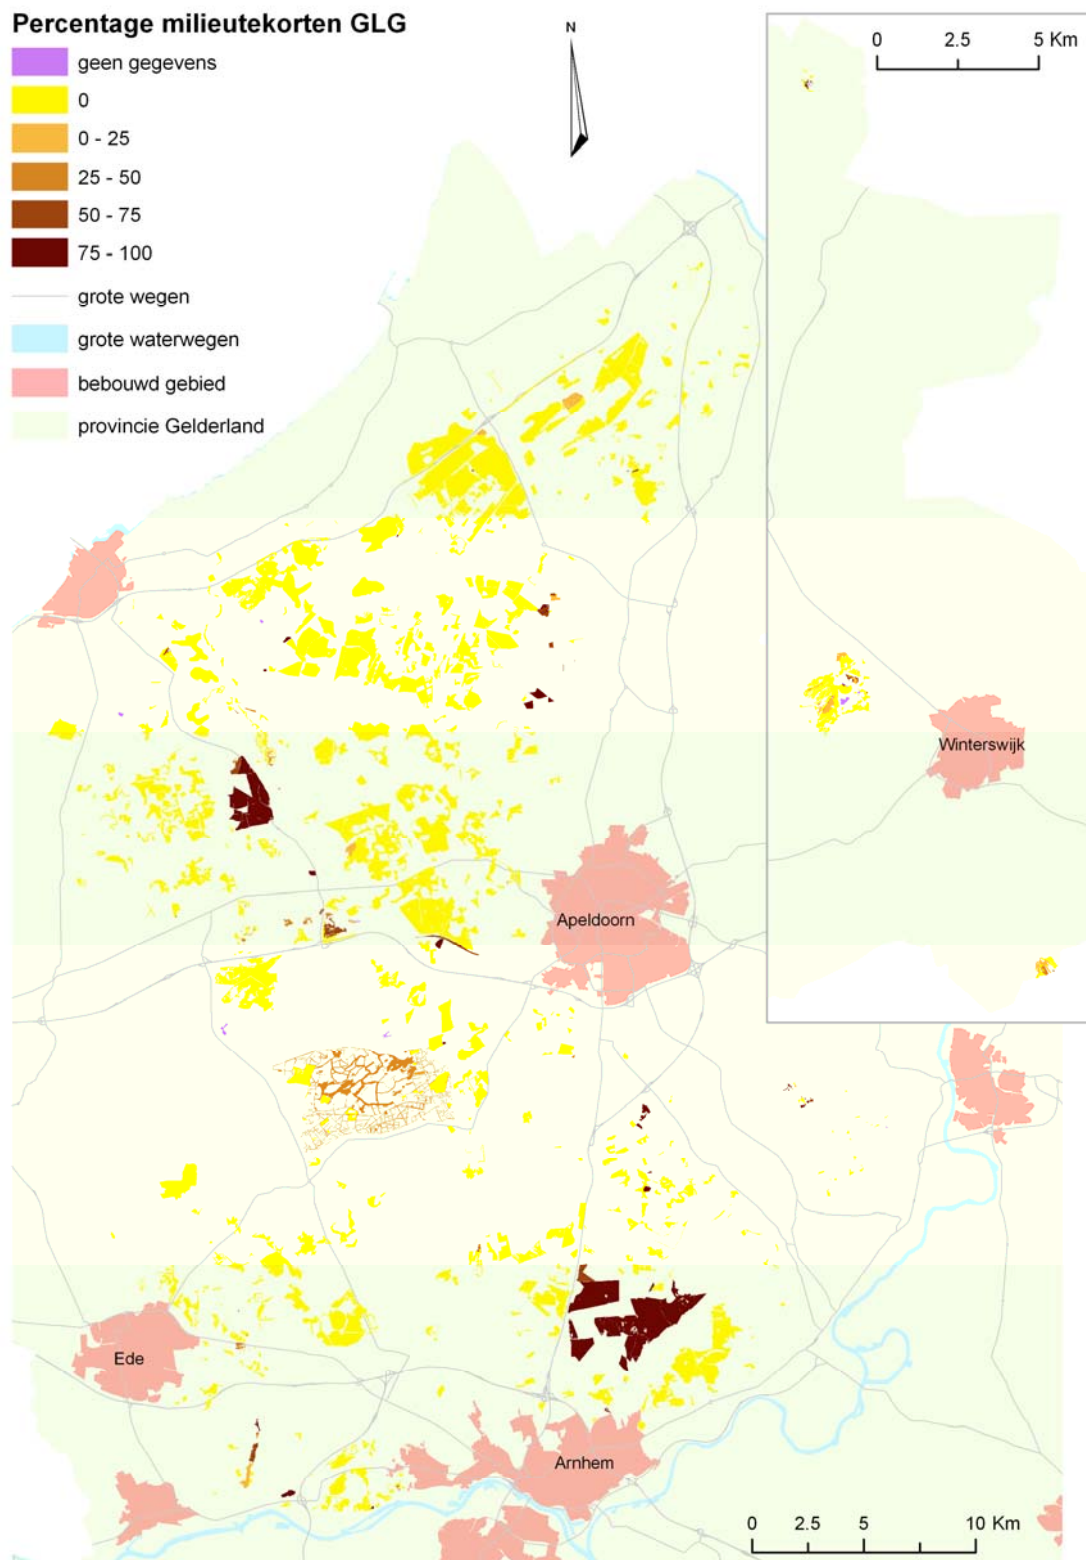 Percentage milieutekorten GLG
geen gegevens
0
0 - 25
25 - 50
50 - 75
75 - 100
grote wegen
grote waterwegen
bebouwd gebied
provincie Gelderland
N
0 2.5 5 Km
Winterswijk
Apeldoorn
Ede
Arnhem
0 2.5 5 10 Km